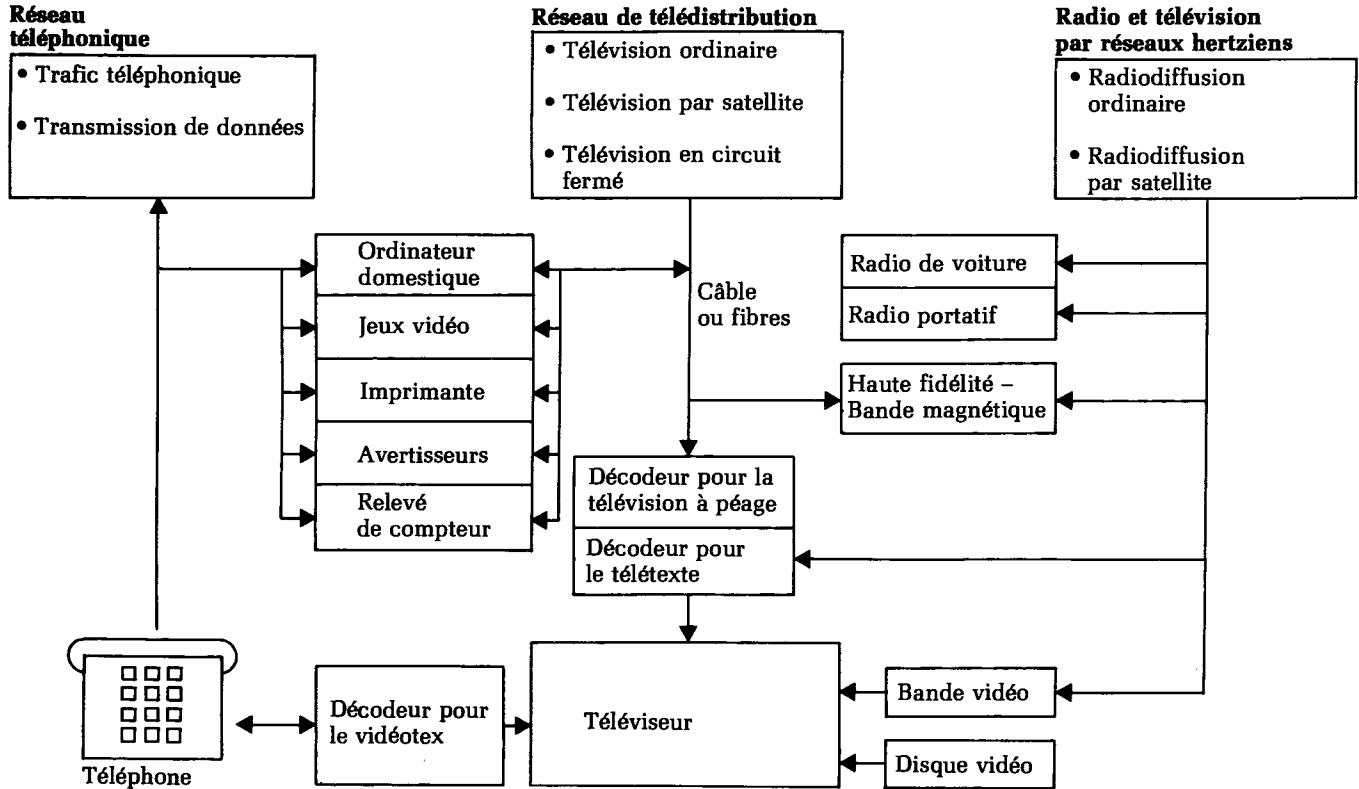 Réseau
téléphonique
• Trafic téléphonique
• Transmission de données
Réseau de télédistribution
• Télévision ordinaire
• Télévision par satellite
• Télévision en circuit
fermé
Radio et télévision
par réseaux hertziens
• Radiodiffusion
ordinaire
• Radiodiffusion
par satellite
Ordinateur
domestique
Jeux vidéo
Imprimante
Avertisseurs
Relevé
de compteur
Câble
ou fibres
Radio de voiture
Radio portatif
Haute fidélité –
Bande magnétique
Décodeur pour la
télévision à péage
Décodeur pour
le télétexte
Téléphone
Décodeur pour
le vidéotex
Téléviseur
Bande vidéo
Disque vidéo